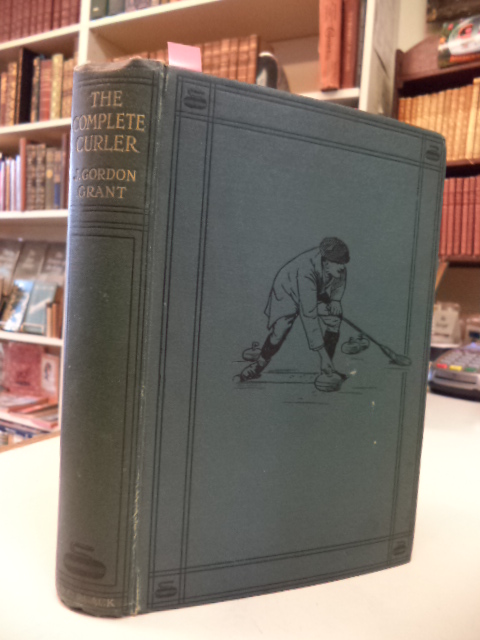 THE
COMPLETE
CURLER
J. GORDON
GRANT